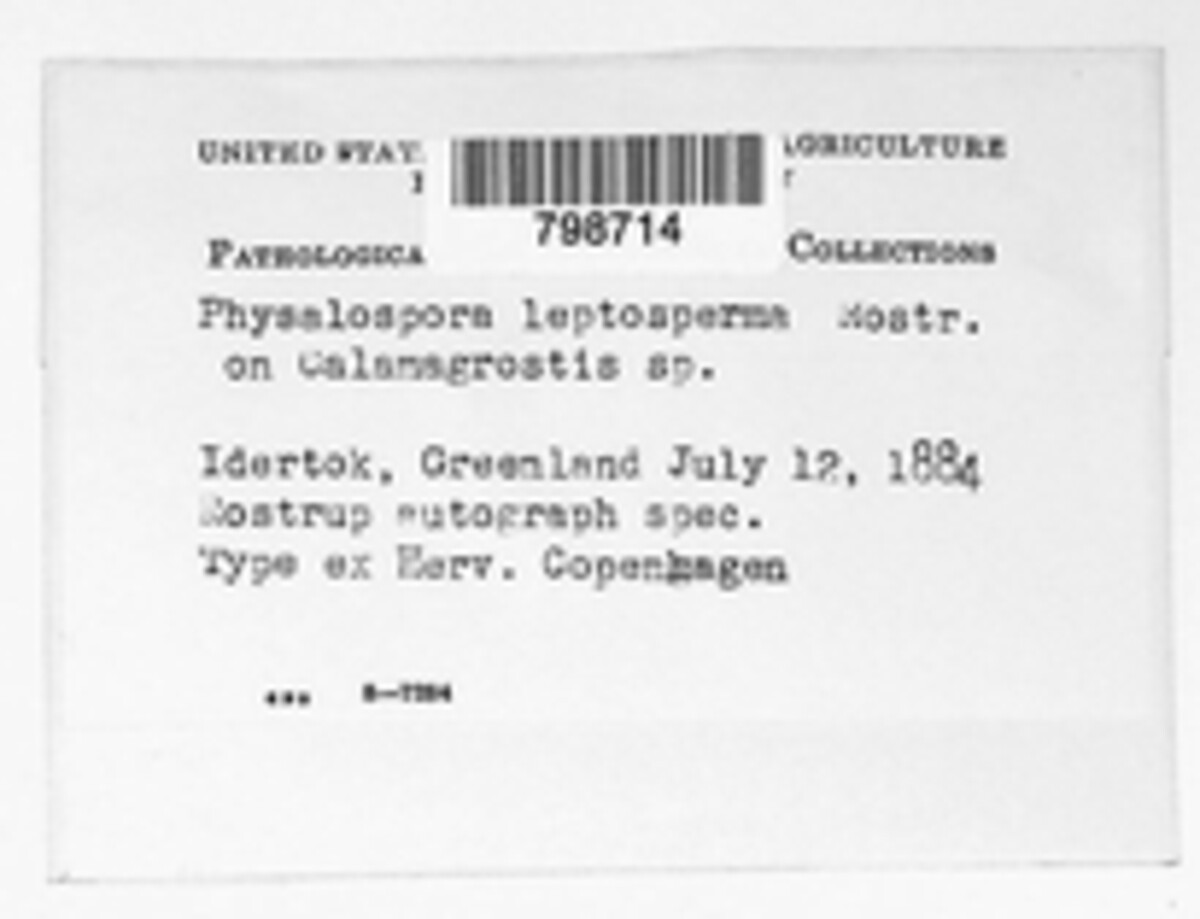 UNITED STAT AGRICULTURE
798714
PATHOLOGICA COLLECTIONS
Physalospora leptosperma Rostr.
on Calamagrostis sp.
Idertok, Greenland July 12, 1884
Rostrup autograph spec.
Type ex Herv. Copenhagen